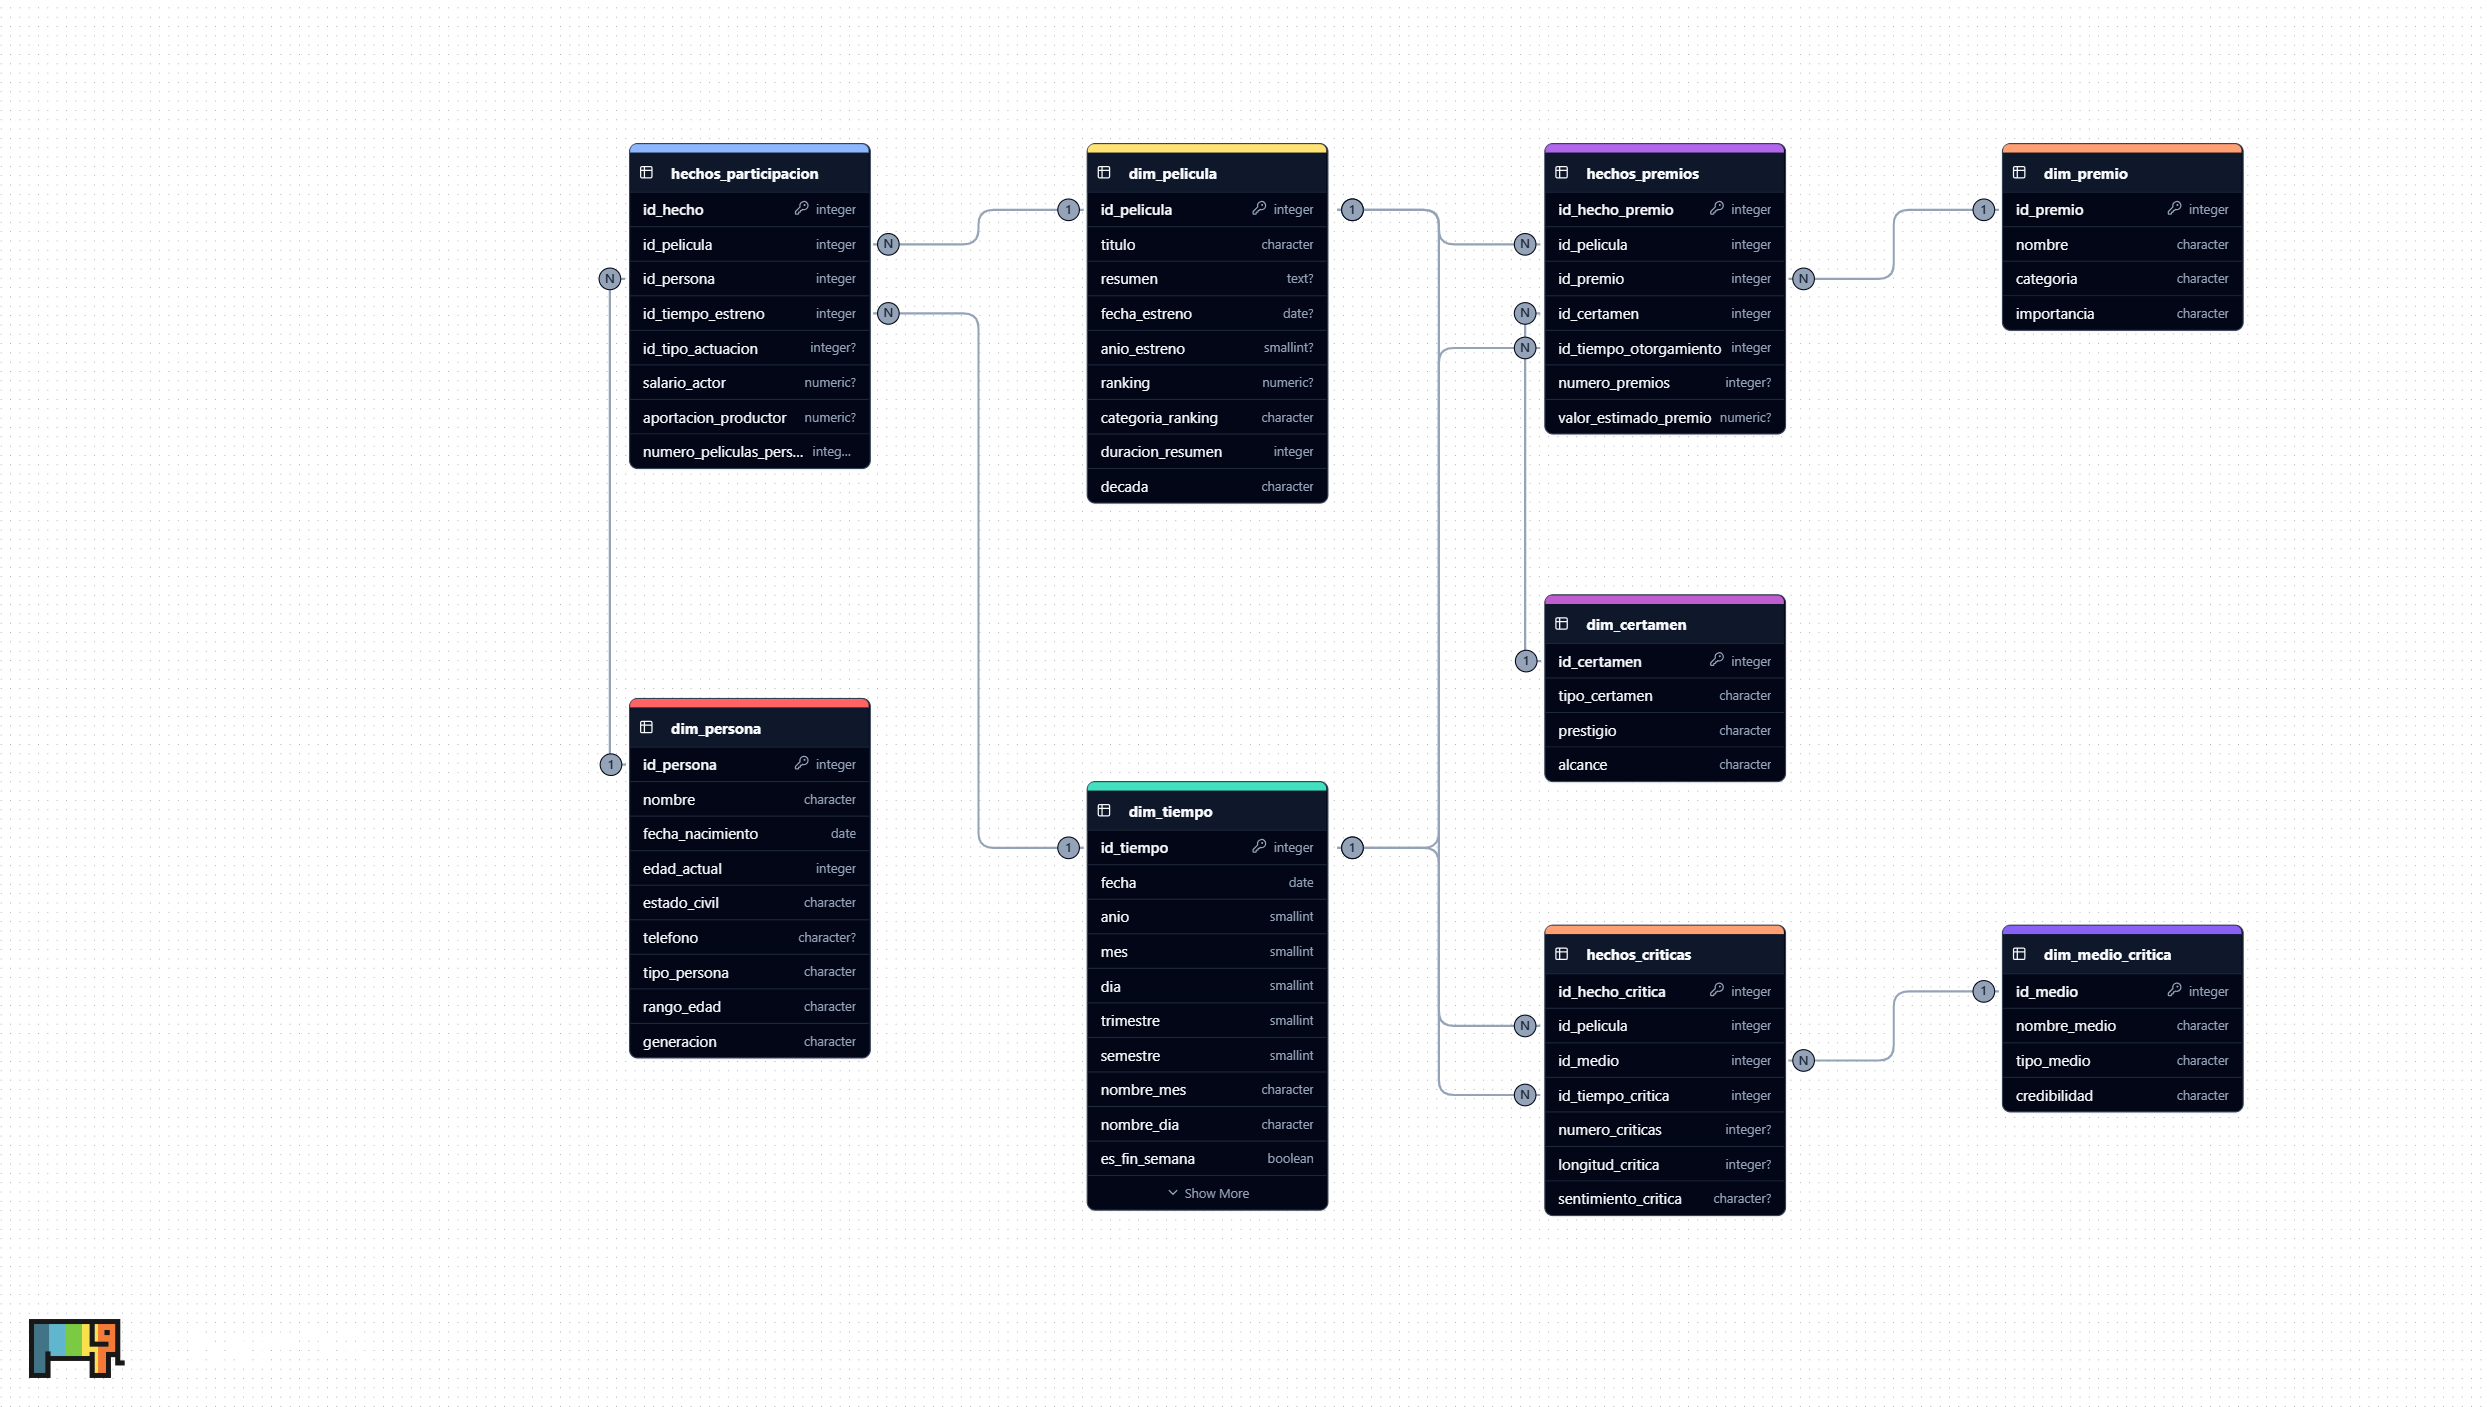 hechos_participacion
id_hecho integer
id_pelicula integer
id_persona integer
id_tiempo_estreno integer
id_tipo_actuacion integer?
salario_actor numeric?
aportacion_productor numeric?
numero_peliculas_pers... integ...
N
N
N
dim_pelicula
id_pelicula integer
titulo character
resumen text?
fecha_estreno date?
anio_estreno smallint?
ranking numeric?
categoria_ranking character
duracion_resumen integer
decada character
1
1
hechos_premios
id_hecho_premio integer
id_pelicula integer
id_premio integer
id_certamen integer
id_tiempo_otorgamiento integer
numero_premios integer?
valor_estimado_premio numeric?
N
N
N
N
dim_premio
id_premio integer
nombre character
categoria character
importancia character
1
dim_certamen
id_certamen integer
tipo_certamen character
prestigio character
alcance character
1
dim_persona
id_persona integer
nombre character
fecha_nacimiento date
edad_actual integer
estado_civil character
telefono character?
tipo_persona character
rango_edad character
generacion character
1
dim_tiempo
id_tiempo integer
fecha date
anio smallint
mes smallint
dia smallint
trimestre smallint
semestre smallint
nombre_mes character
nombre_dia character
es_fin_semana boolean
Show More
1
1
hechos_criticas
id_hecho_critica integer
id_pelicula integer
id_medio integer
id_tiempo_critica integer
numero_criticas integer?
longitud_critica integer?
sentimiento_critica character?
N
N
N
dim_medio_critica
id_medio integer
nombre_medio character
tipo_medio character
credibilidad character
1